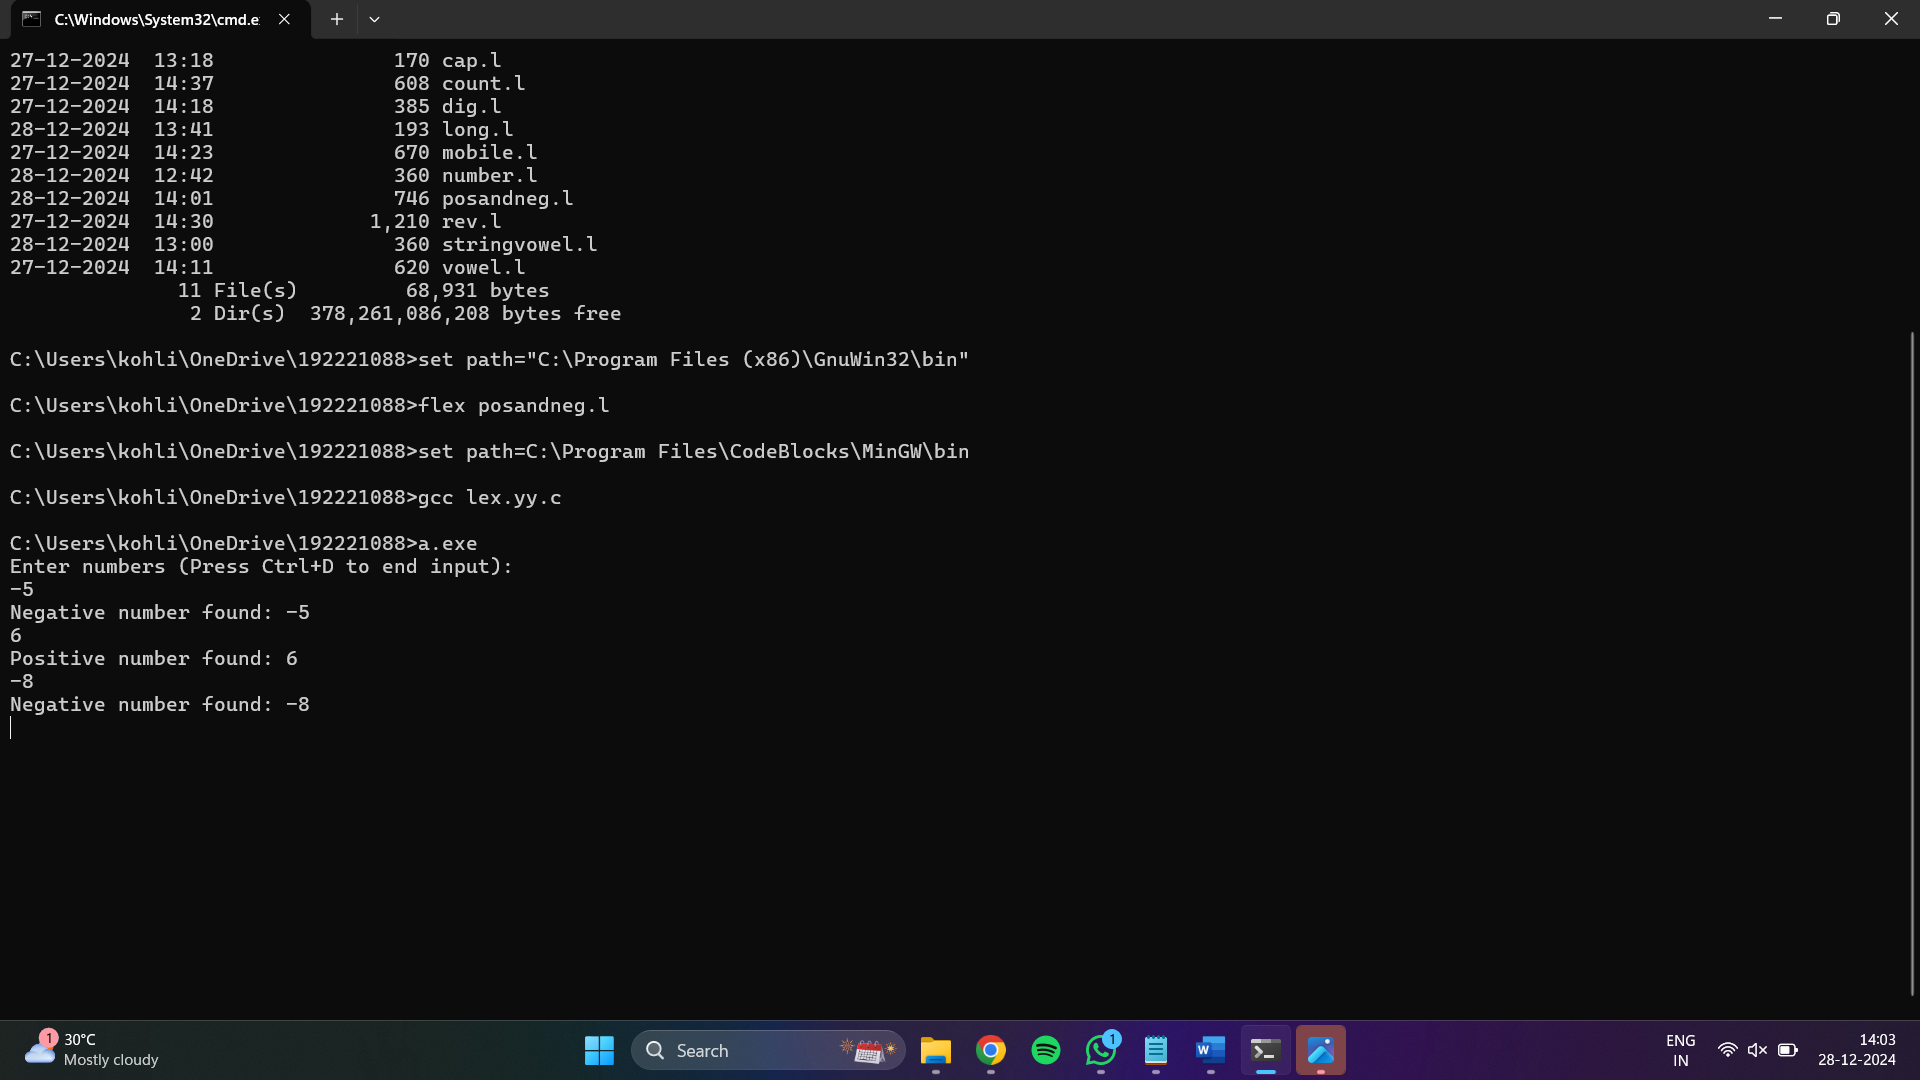 C:\Windows\System32\cmd.e
27-12-2024  13:18               170 cap.l
27-12-2024  14:37               608 count.l
27-12-2024  14:18               385 dig.l
28-12-2024  13:41               193 long.l
27-12-2024  14:23               670 mobile.l
28-12-2024  12:42               360 number.l
28-12-2024  14:01               746 posandneg.l
27-12-2024  14:30             1,210 rev.l
28-12-2024  13:00               360 stringvowel.l
27-12-2024  14:11               620 vowel.l
              11 File(s)         68,931 bytes
               2 Dir(s)  378,261,086,208 bytes free
C:\Users\kohli\OneDrive\192221088>set path="C:\Program Files (x86)\GnuWin32\bin"
C:\Users\kohli\OneDrive\192221088>flex posandneg.l
C:\Users\kohli\OneDrive\192221088>set path=C:\Program Files\CodeBlocks\MinGW\bin
C:\Users\kohli\OneDrive\192221088>gcc lex.yy.c
C:\Users\kohli\OneDrive\192221088>a.exe
Enter numbers (Press Ctrl+D to end input):
-5
Negative number found: -5
6
Positive number found: 6
-8
Negative number found: -8
1
30°C
Mostly cloudy
Search
1
W
ENG
IN
14:03
28-12-2024